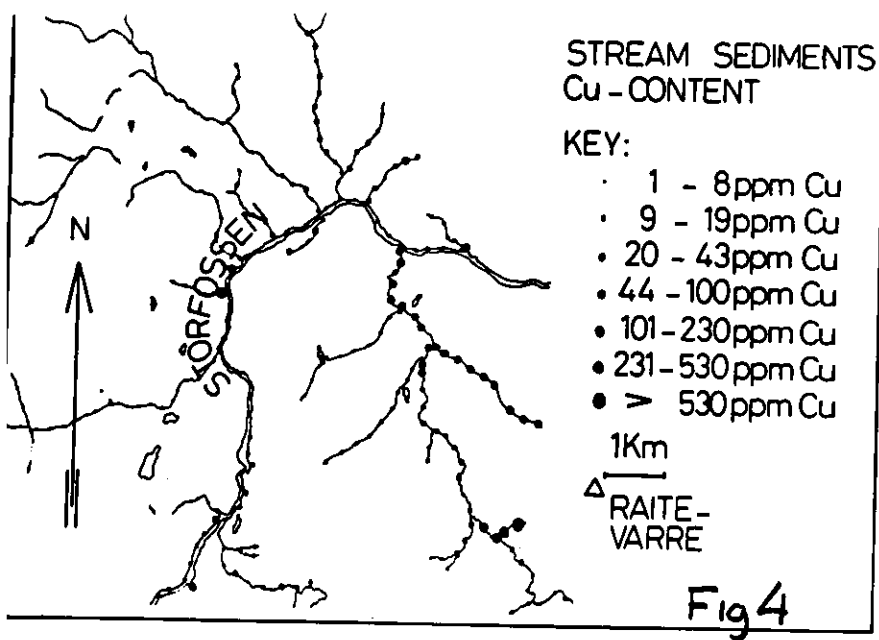 STREAM SEDIMENTS
Cu-CONTENT
KEY:
1 - 8ppm Cu
9 - 19ppm Cu
20 - 43ppm Cu
44-100ppm Cu
101-230ppm Cu
231-530ppm Cu
> 530ppm Cu
1Km
RAITE-
VARRE
N
STORFOSSEN
Fig 4